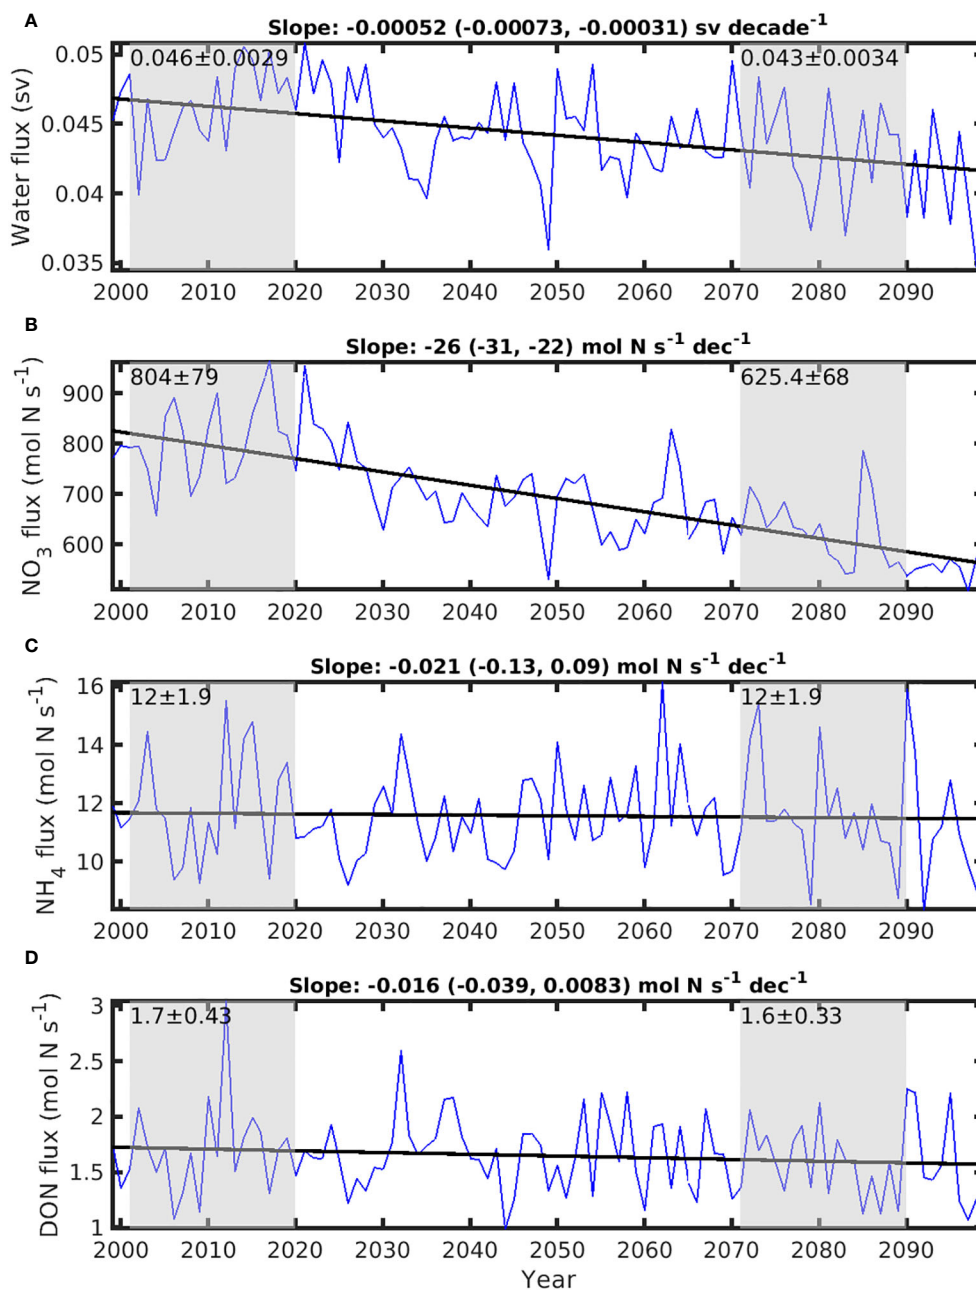 A
Slope: -0.00052 (-0.00073, -0.00031) sv decade⁻¹
0.046±0.0029
0.043±0.0034
Water flux (sv)
0.05
0.045
0.04
0.035
2000 2010 2020 2030 2040 2050 2060 2070 2080 2090
B
Slope: -26 (-31, -22) mol N s⁻¹ dec⁻¹
804±79
625.4±68
NO₃ flux (mol N s⁻¹)
900
800
700
600
2000 2010 2020 2030 2040 2050 2060 2070 2080 2090
C
Slope: -0.021 (-0.13, 0.09) mol N s⁻¹ dec⁻¹
12±1.9
12±1.9
NH₄ flux (mol N s⁻¹)
16
14
12
10
2000 2010 2020 2030 2040 2050 2060 2070 2080 2090
D
Slope: -0.016 (-0.039, 0.0083) mol N s⁻¹ dec⁻¹
1.7±0.43
1.6±0.33
DON flux (mol N s⁻¹)
3
2.5
2
1.5
1
2000 2010 2020 2030 2040 2050 2060 2070 2080 2090
Year